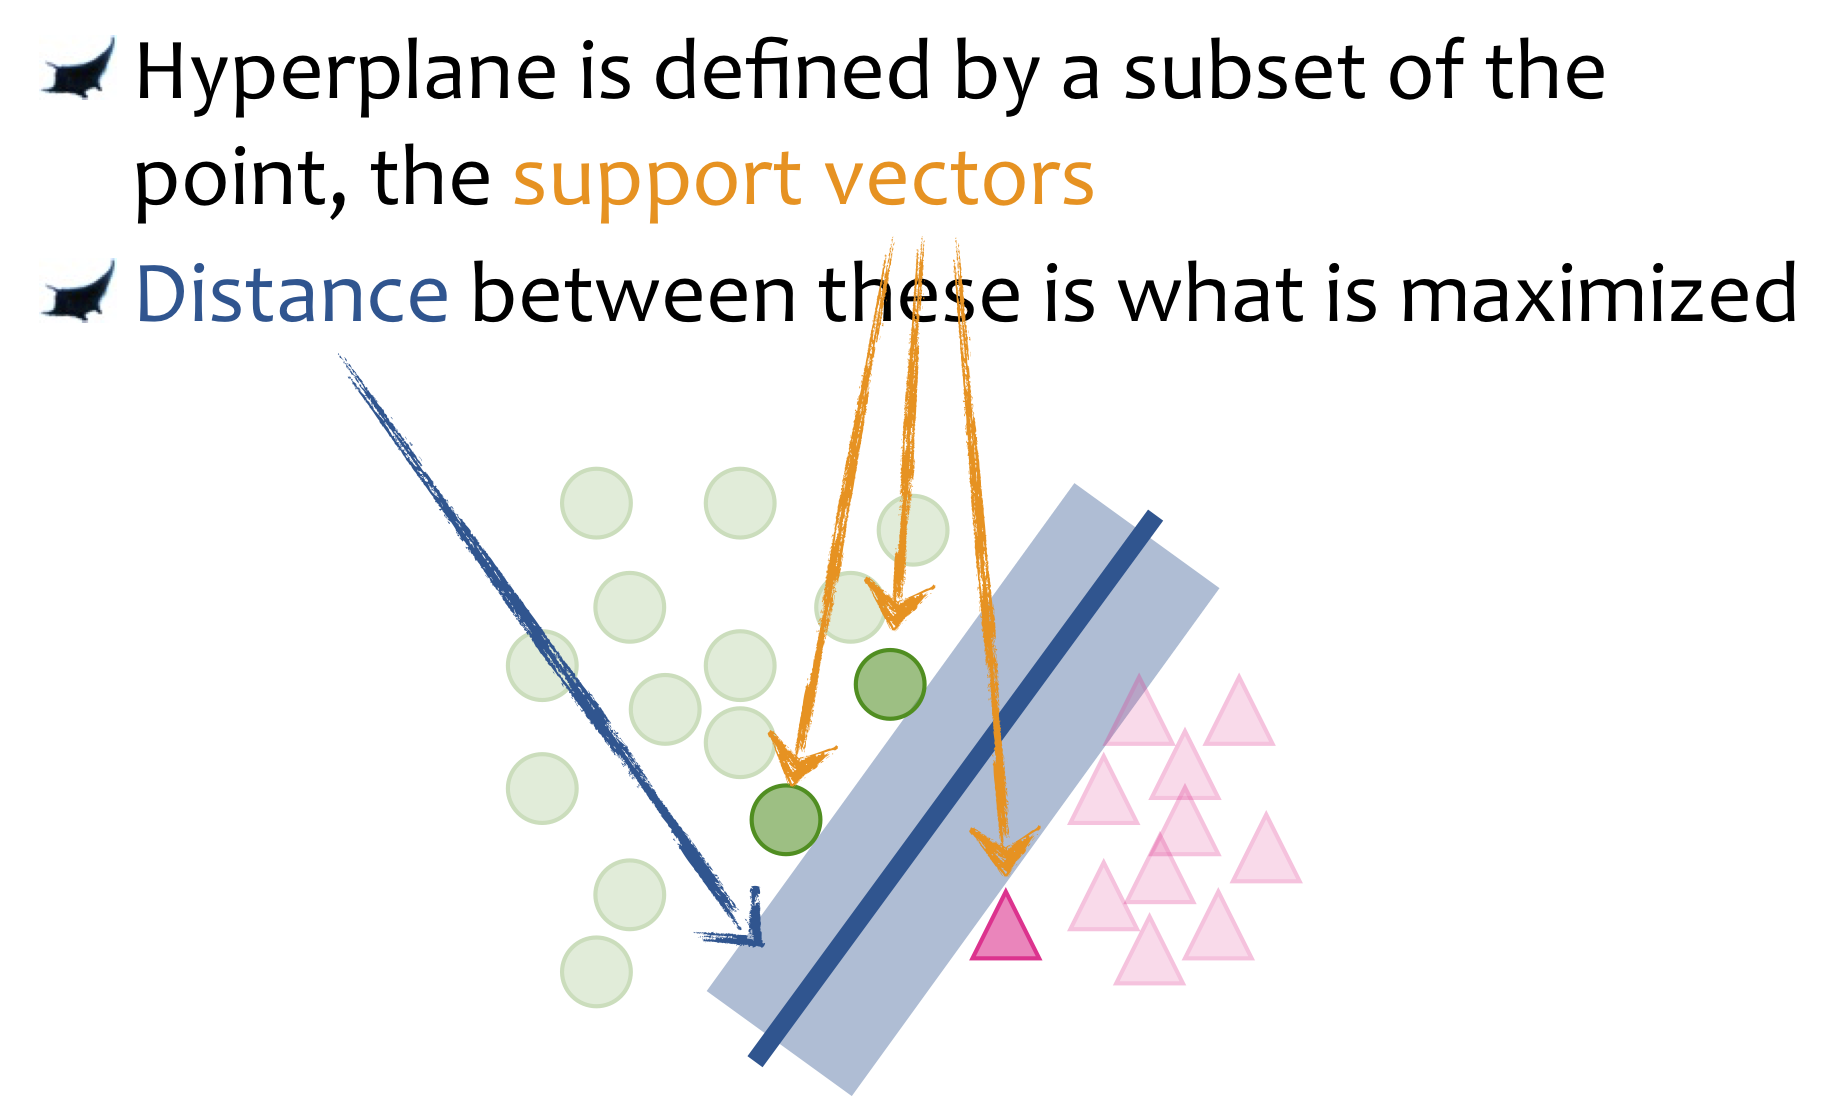 Hyperplane is defined by a subset of the
point, the support vectors
Distance between these is what is maximized